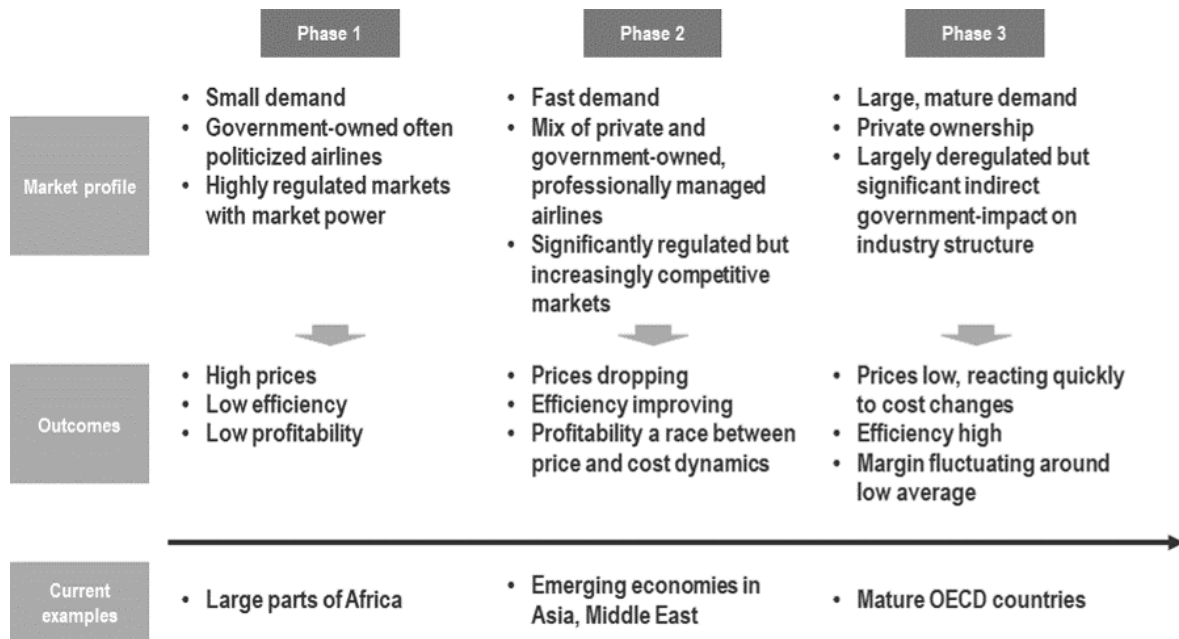 Phase 1
Phase 2
Phase 3
Market profile
• Small demand
• Government-owned often
politicized airlines
• Highly regulated markets
with market power
• Fast demand
• Mix of private and
government-owned,
professionally managed
airlines
• Significantly regulated but
increasingly competitive
markets
• Large, mature demand
• Private ownership
• Largely deregulated but
significant indirect
government-impact on
industry structure
Outcomes
• High prices
• Low efficiency
• Low profitability
• Prices dropping
• Efficiency improving
• Profitability a race between
price and cost dynamics
• Prices low, reacting quickly
to cost changes
• Efficiency high
• Margin fluctuating around
low average
Current
examples
• Large parts of Africa
• Emerging economies in
Asia, Middle East
• Mature OECD countries